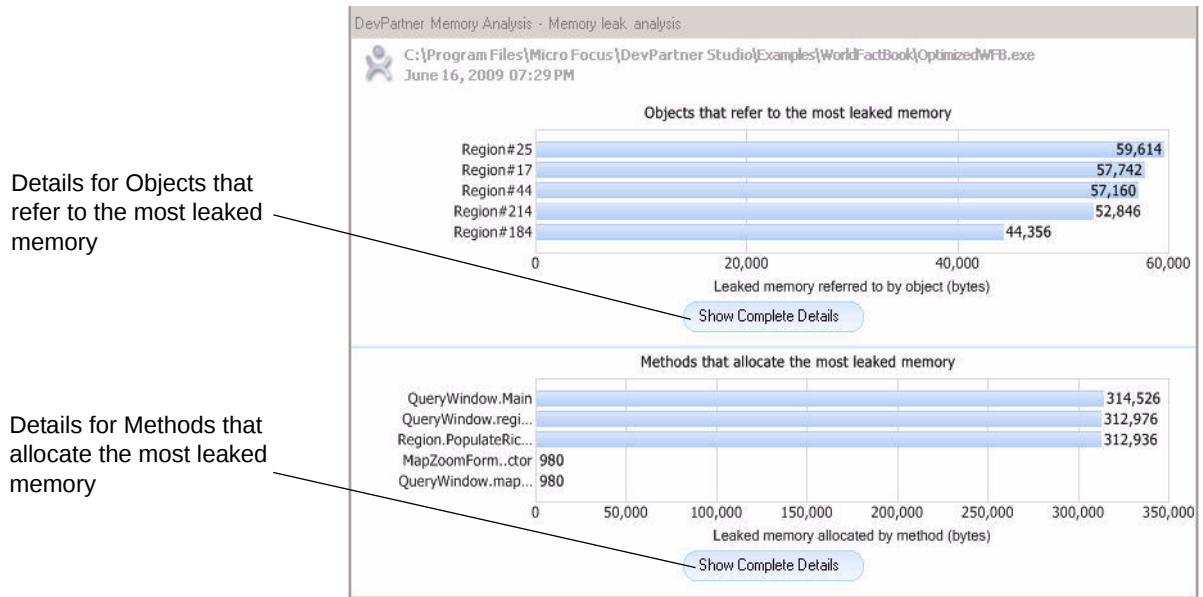 DevPartner Memory Analysis - Memory leak analysis
C:\Program Files\Micro Focus\DevPartner Studio\Examples\WorldFactBook\OptimizedWFB.exe
June 16, 2009 07:29 PM
Objects that refer to the most leaked memory
Region#25 59,614
Region#17 57,742
Region#44 57,160
Region#214 52,846
Region#184 44,356
0 20,000 40,000 60,000
Leaked memory referred to by object (bytes)
Show Complete Details
Details for Objects that
refer to the most leaked
memory
Methods that allocate the most leaked memory
QueryWindow.Main 314,526
QueryWindow.regi... 312,976
Region.PopulateRic... 312,936
MapZoomForm..ctor 980
QueryWindow.map... 980
0 50,000 100,000 150,000 200,000 250,000 300,000 350,000
Leaked memory allocated by method (bytes)
Show Complete Details
Details for Methods that
allocate the most leaked
memory